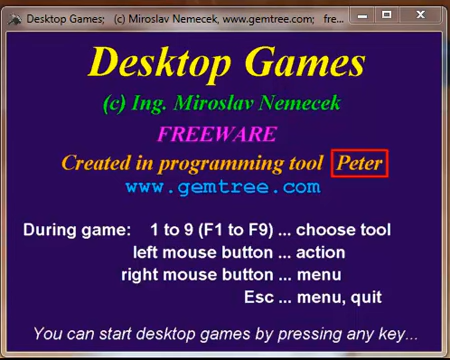 Desktop Games;  (c) Miroslav Nemecek, www.gemtree.com;   fre...
Desktop Games
(c) Ing. Miroslav Nemecek
FREEWARE
Created in programming tool Peter
www.gemtree.com
During game: 1 to 9 (F1 to F9) ... choose tool
left mouse button ... action
right mouse button ... menu
Esc ... menu, quit
You can start desktop games by pressing any key...